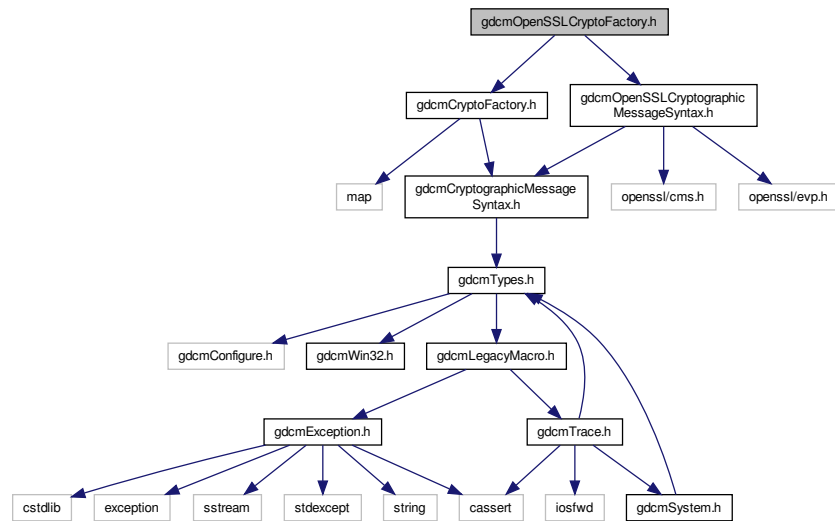 gdcmOpenSSLCryptoFactory.h
gdcmCryptoFactory.h
gdcmOpenSSLCryptographic
MessageSyntax.h
map
gdcmCryptographicMessage
Syntax.h
openssl/cms.h
openssl/evp.h
gdcmTypes.h
gdcmConfigure.h
gdcmWin32.h
gdcmLegacyMacro.h
gdcmException.h
gdcmTrace.h
cstdlib
exception
sstream
stdexcept
string
cassert
iosfwd
gdcmSystem.h